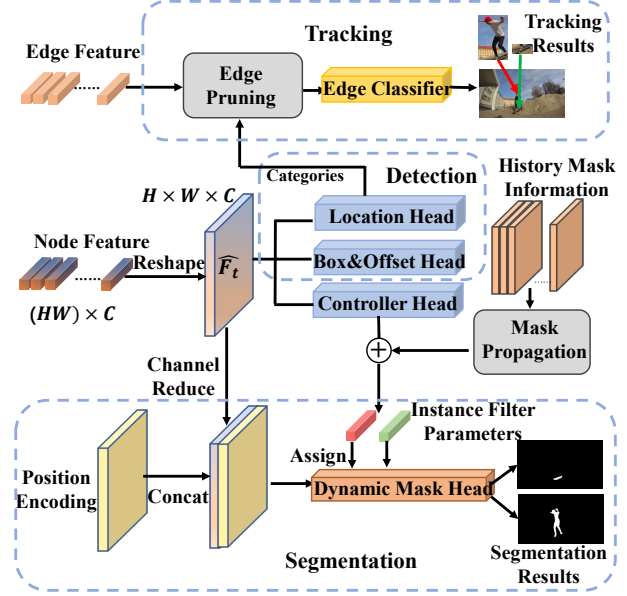 Tracking
Edge Feature
Edge
Pruning
Edge Classifier
Tracking
Results
Categories
Detection
History Mask
Information
H × W × C
Location Head
Node Feature
Reshape
\widehat{F_t}
Box&Offset Head
(HW) × C
Controller Head
Mask
Propagation
Channel
Reduce
+
Instance Filter
Parameters
Position
Encoding
Concat
Assign
Dynamic Mask Head
Segmentation
Segmentation
Results